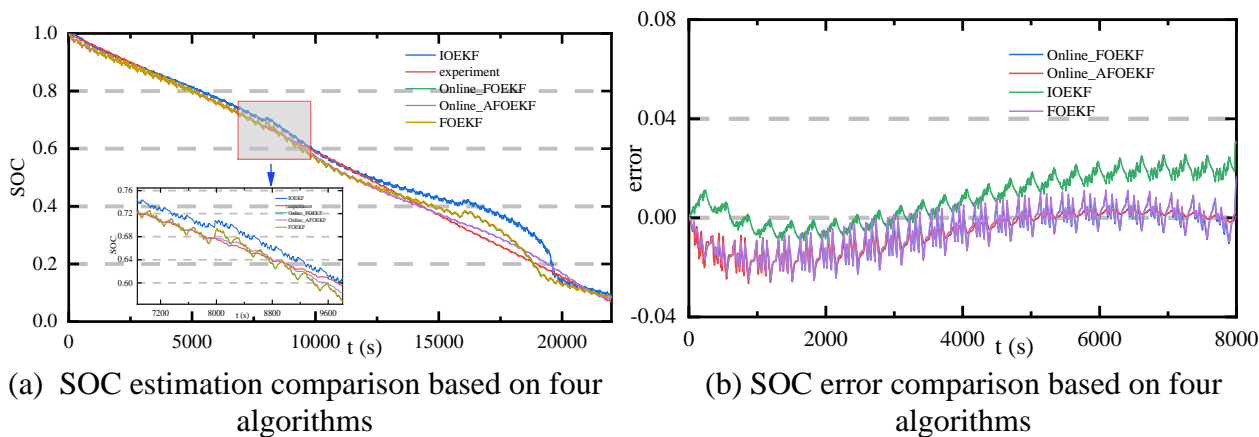 1.0
0.8
0.6
0.4
0.2
0.0
SOC
0
5000
10000
15000
20000
t (s)
IOEKF
experiment
Online_FOEKF
Online_AFOEKF
FOEKF
0.76
0.72
0.68
0.64
0.60
SOC
7200
8000
8800
9600
t (s)
IOEKF
experiment
Online_FOEKF
Online_AFOEKF
FOEKF
(a) SOC estimation comparison based on four
algorithms
0.08
0.04
0.00
-0.04
error
0
2000
4000
6000
8000
t (s)
Online_FOEKF
Online_AFOEKF
IOEKF
FOEKF
(b) SOC error comparison based on four
algorithms